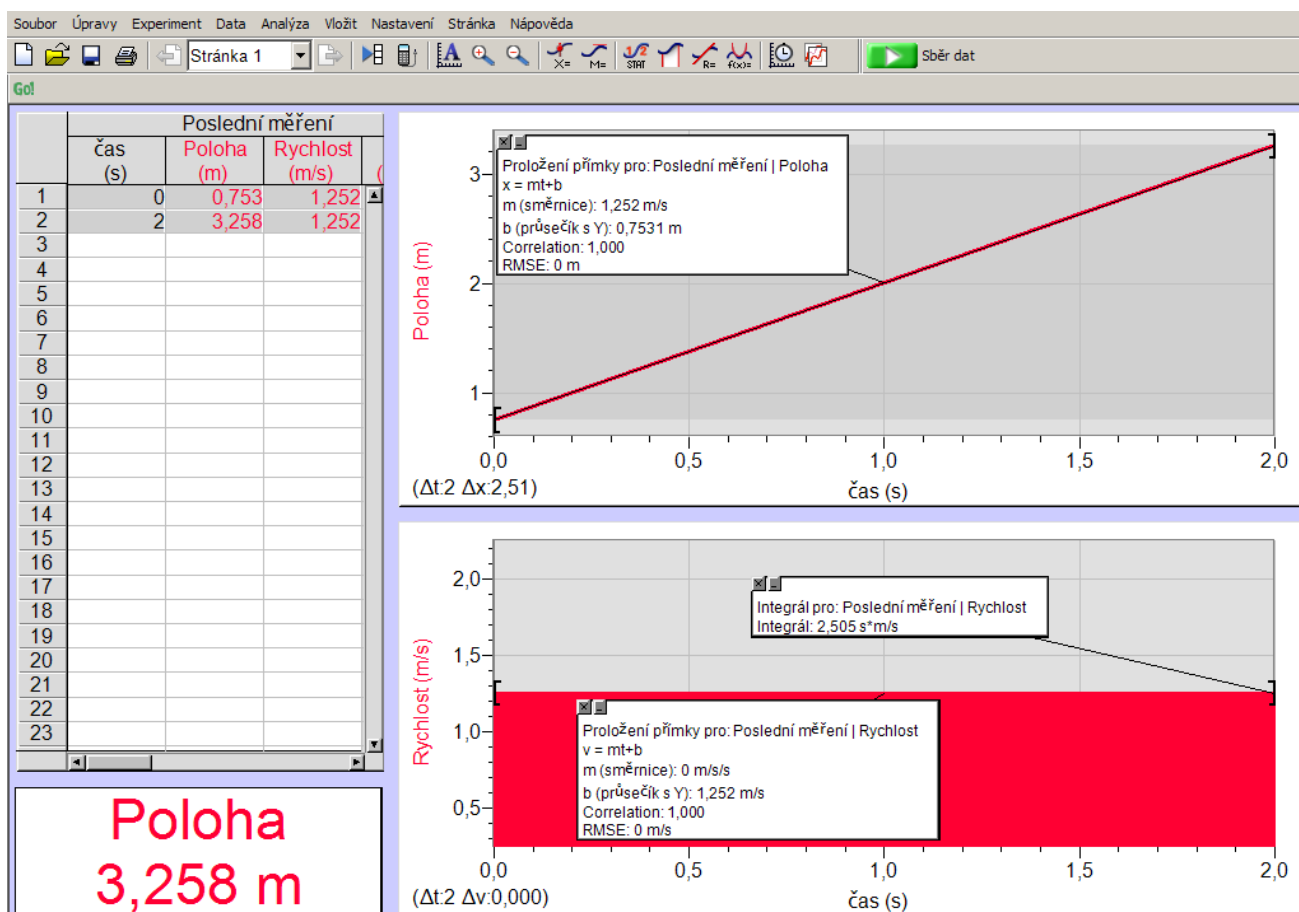 Soubor Úpravy Experiment Data Analýza Vložit Nastavení Stránka Nápověda
Stránka 1 X= M= 1/2 STAT R= f(x)= Sběr dat
Go!
Poslední měření
čas Poloha Rychlost
(s) (m) (m/s) (
1 0 0,753 1,252
2 2 3,258 1,252
3
4
5
6
7
8
9
10
11
12
13
14
15
16
17
18
19
20
21
22
23
Poloha
3,258 m
Poloha (m)
3
2
1
Proložení přímky pro: Poslední měření | Poloha
x = mt+b
m (směrnice): 1,252 m/s
b (průsečík s Y): 0,7531 m
Correlation: 1,000
RMSE: 0 m
0,0 0,5 1,0 1,5 2,0
(Δt:2 Δx:2,51) čas (s)
Rychlost (m/s)
2,0
1,5
1,0
0,5
Integrál pro: Poslední měření | Rychlost
Integrál: 2,505 s*m/s
Proložení přímky pro: Poslední měření | Rychlost
v = mt+b
m (směrnice): 0 m/s/s
b (průsečík s Y): 1,252 m/s
Correlation: 1,000
RMSE: 0 m/s
0,0 0,5 1,0 1,5 2,0
(Δt:2 Δv:0,000) čas (s)